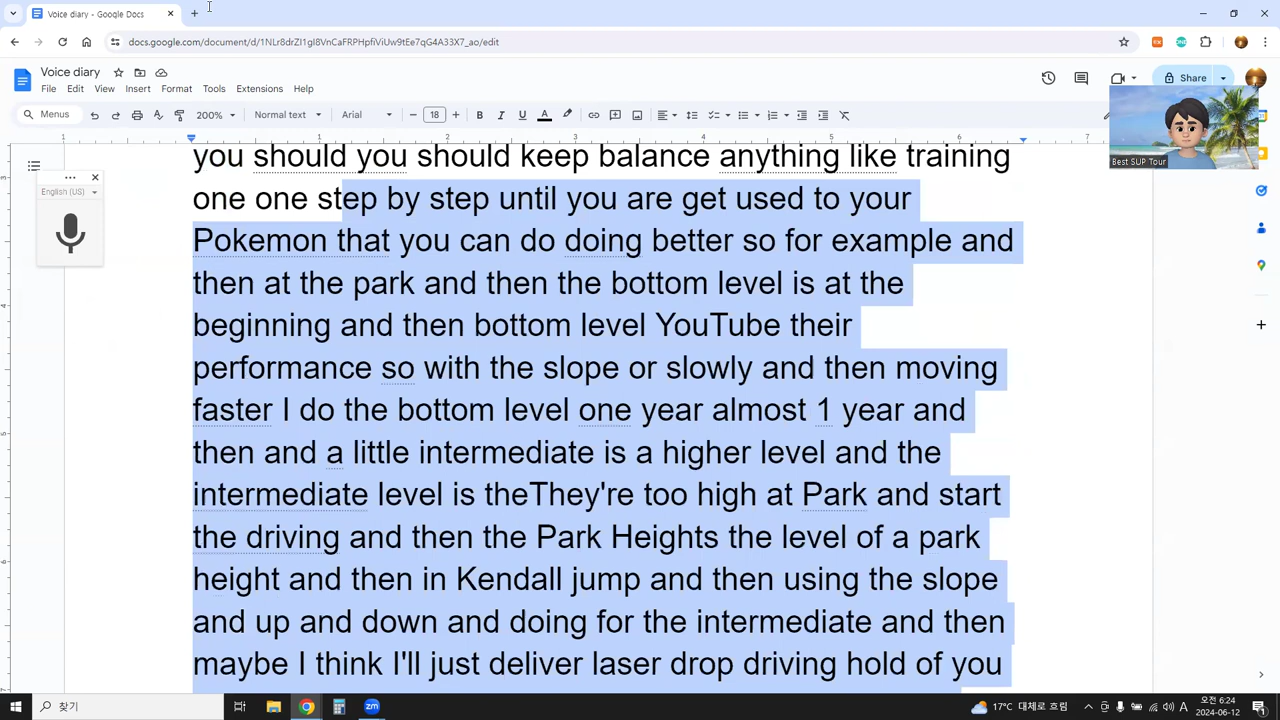 Voice diary - Google Docs
docs.google.com/document/d/1NLr8drZI1gI8VnCaFRPHpfiViUw9tEe7qG4A33X7_ao/edit
Voice diary
File Edit View Insert Format Tools Extensions Help
Share
Menus 200% Normal text Arial 18
1 1 2 3 4 5 6 7
Best SUP Tour
English (US)
you should you should keep balance anything like training
one one step by step until you are get used to your
Pokemon that you can do doing better so for example and
then at the park and then the bottom level is at the
beginning and then bottom level YouTube their
performance so with the slope or slowly and then moving
faster I do the bottom level one year almost 1 year and
then and a little intermediate is a higher level and the
intermediate level is theThey're too high at Park and start
the driving and then the Park Heights the level of a park
height and then in Kendall jump and then using the slope
and up and down and doing for the intermediate and then
maybe I think I'll just deliver laser drop driving hold of you
찾기
17°C 대체로 흐림
A
오전 6:24
2024-06-12